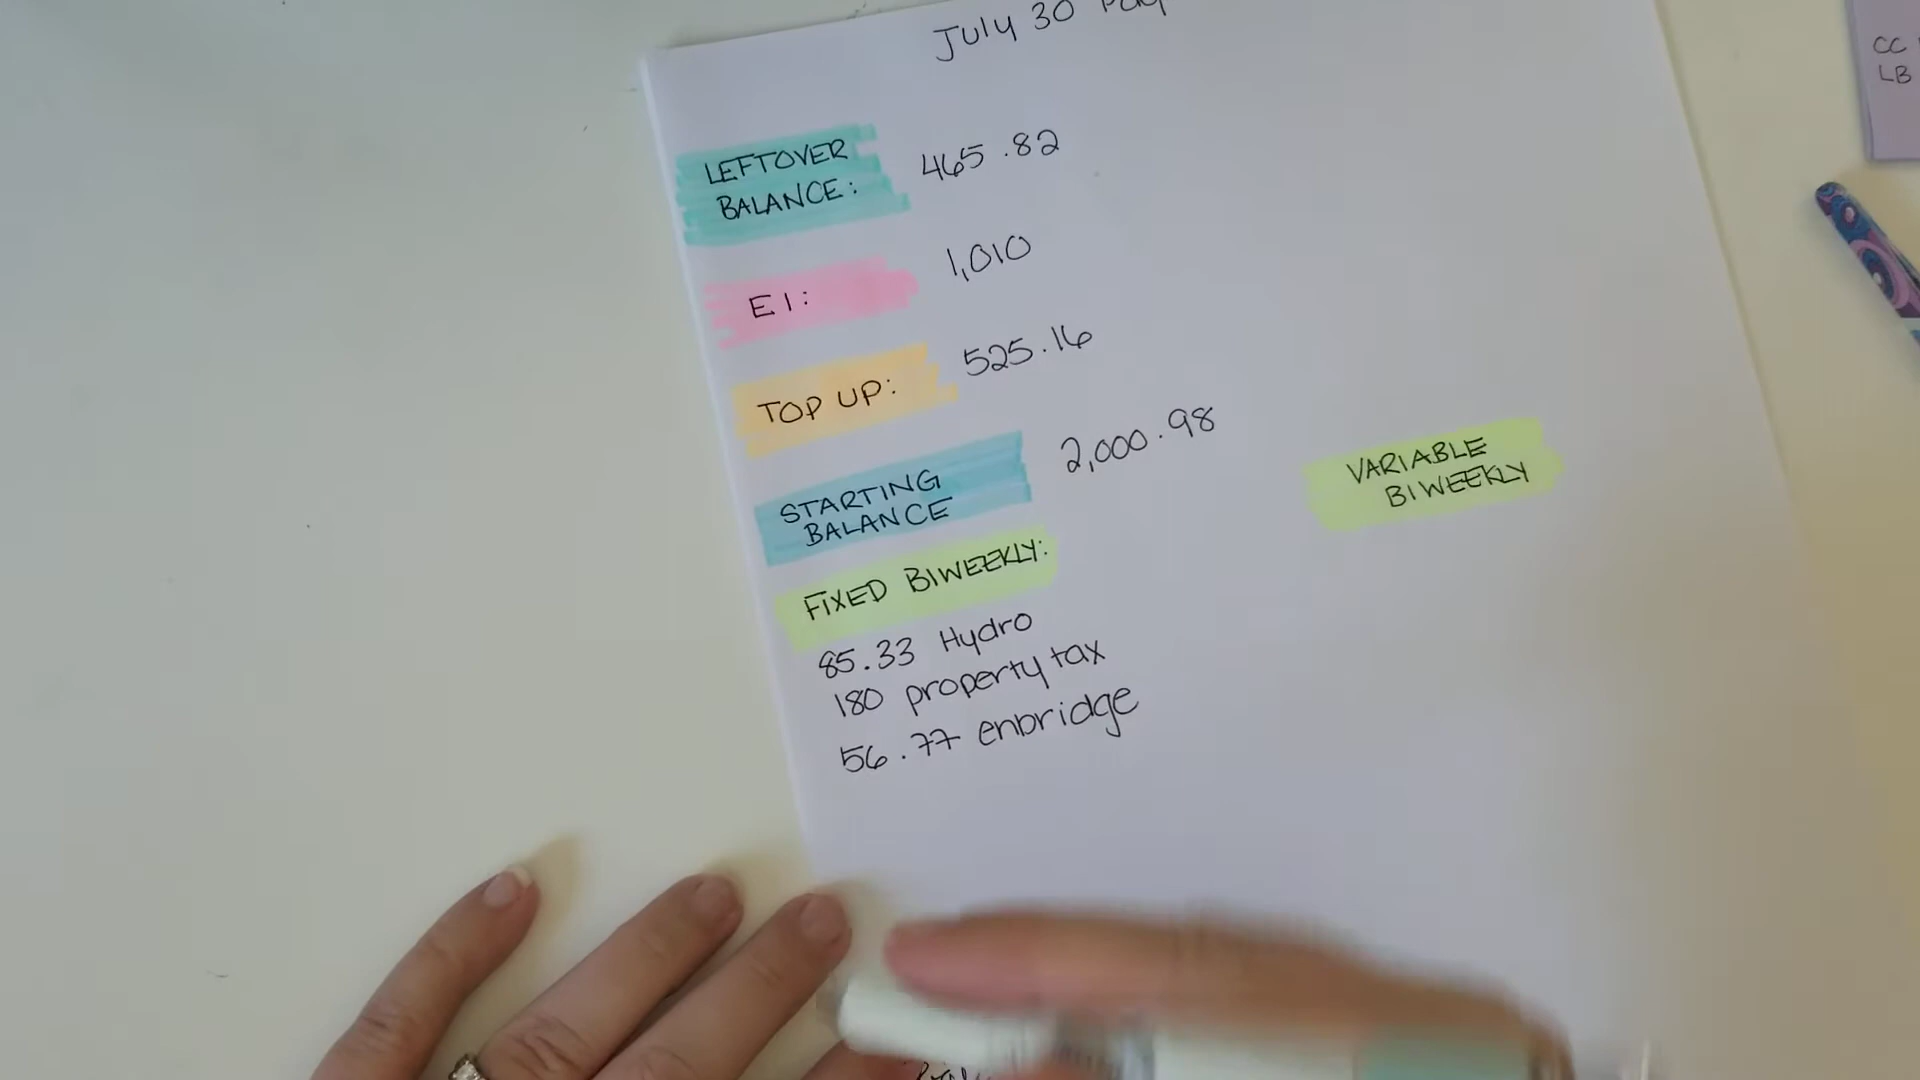 July 30
LEFTOVER
BALANCE:
465.82
EI:
1,010
TOP UP:
525.16
STARTING
BALANCE
2,000.98
FIXED BIWEEKLY:
85.33 Hydro
180 property tax
56.77 enbridge
VARIABLE
BIWEEKLY
CC
LB